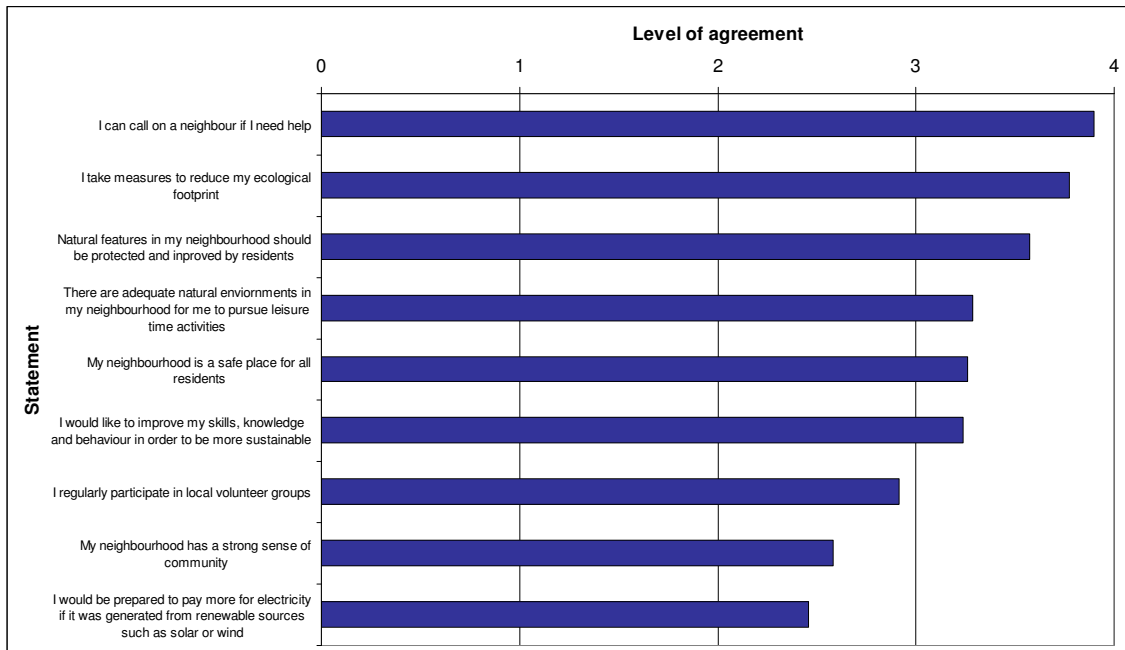 Level of agreement
0 1 2 3 4
Statement
I can call on a neighbour if I need help
I take measures to reduce my ecological
footprint
Natural features in my neighbourhood should
be protected and inproved by residents
There are adequate natural enviornments in
my neighbourhood for me to pursue leisure
time activities
My neighbourhood is a safe place for all
residents
I would like to improve my skills, knowledge
and behaviour in order to be more sustainable
I regularly participate in local volunteer groups
My neighbourhood has a strong sense of
community
I would be prepared to pay more for electricity
if it was generated from renewable sources
such as solar or wind